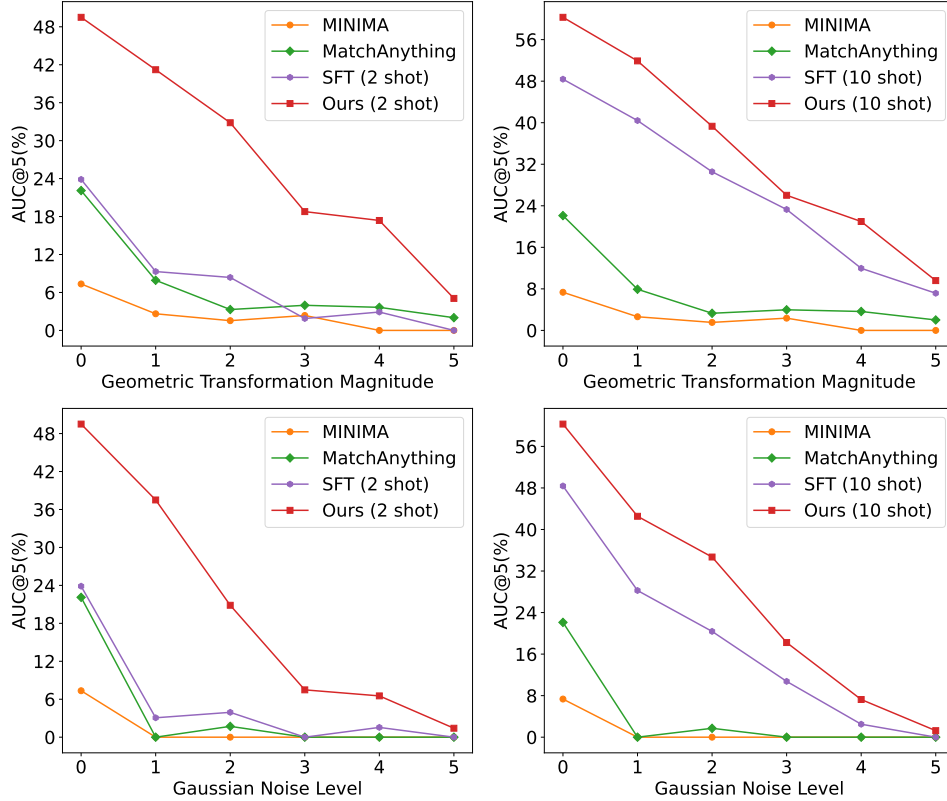 48
42
36
30
24
18
12
6
0
AUC@5(%)
0 1 2 3 4 5
Geometric Transformation Magnitude
MINIMA
MatchAnything
SFT (2 shot)
Ours (2 shot)
56
48
40
32
24
16
8
0
AUC@5(%)
0 1 2 3 4 5
Geometric Transformation Magnitude
MINIMA
MatchAnything
SFT (10 shot)
Ours (10 shot)
48
42
36
30
24
18
12
6
0
AUC@5(%)
0 1 2 3 4 5
Gaussian Noise Level
MINIMA
MatchAnything
SFT (2 shot)
Ours (2 shot)
56
48
40
32
24
16
8
0
AUC@5(%)
0 1 2 3 4 5
Gaussian Noise Level
MINIMA
MatchAnything
SFT (10 shot)
Ours (10 shot)